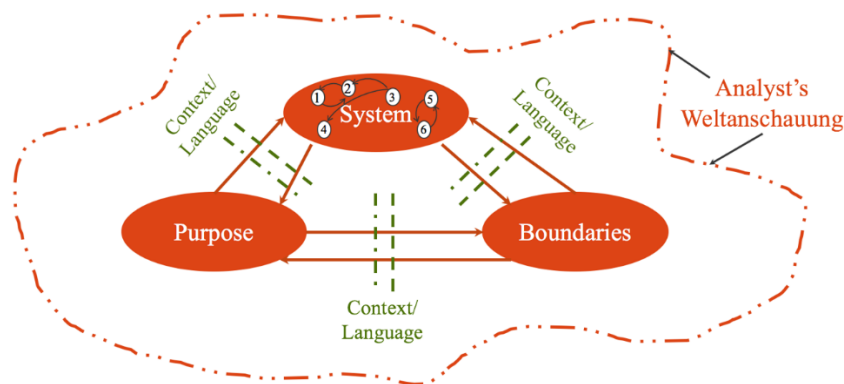 1
2
3
4
5
6
System
Context/
Language
Context/
Language
Analyst's
Weltanschauung
Purpose
Boundaries
Context/
Language